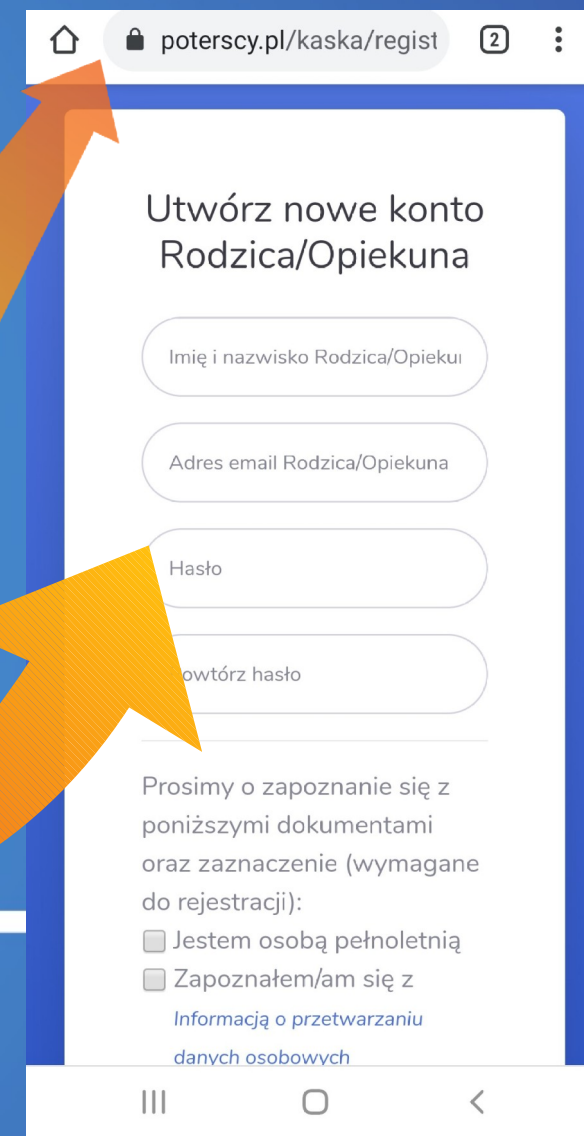 poterscy.pl/kaska/regist
2
Utwórz nowe konto
Rodzica/Opiekuna
Imię i nazwisko Rodzica/Opieku
Adres email Rodzica/Opiekuna
Hasło
owtórz hasło
Prosimy o zapoznanie się z
poniższymi dokumentami
oraz zaznaczenie (wymagane
do rejestracji):
Jestem osobą pełnoletnią
Zapoznałem/am się z
Informacją o przetwarzaniu
danych osobowych